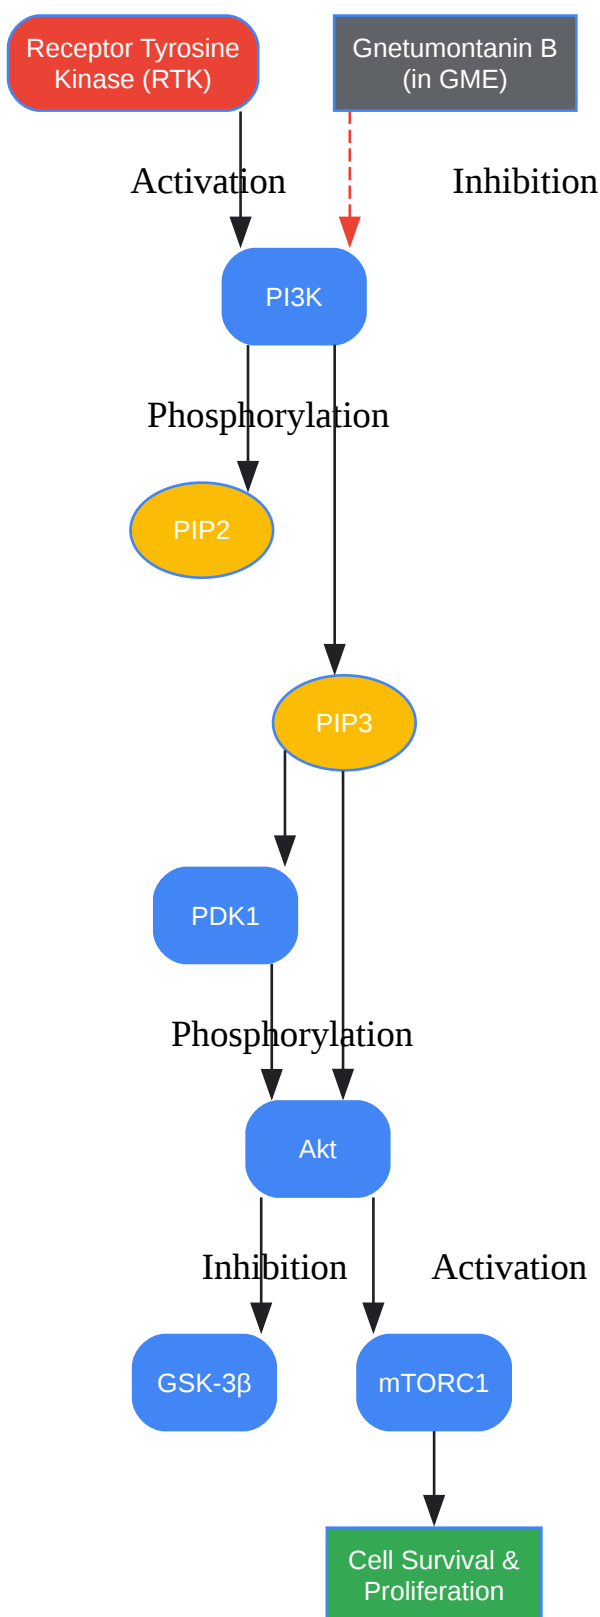 Receptor Tyrosine
Kinase (RTK)
Gnetumontanin B
(in GME)
Activation
Inhibition
PI3K
Phosphorylation
PIP2
PIP3
PDK1
Phosphorylation
Akt
Inhibition
Activation
GSK-3β
mTORC1
Cell Survival &
Proliferation